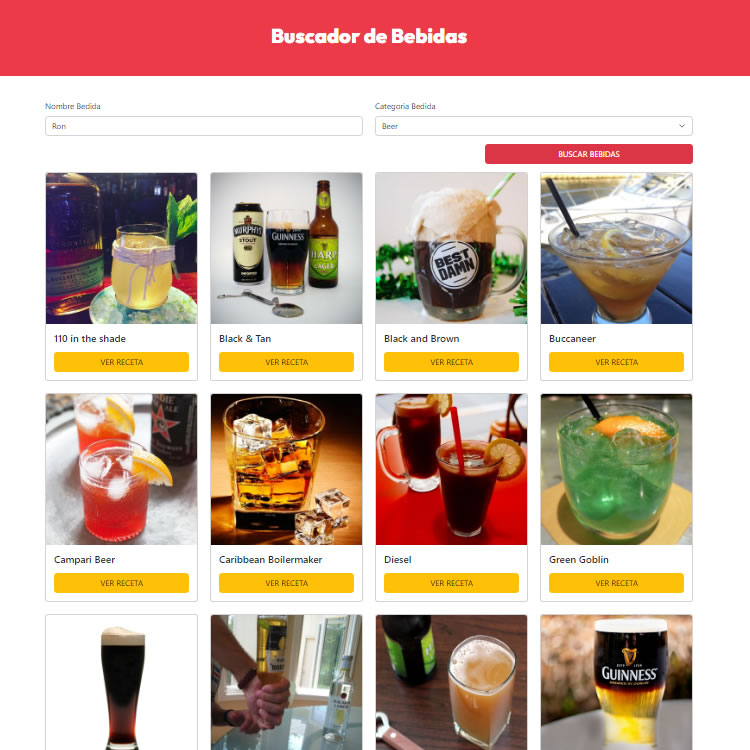 Buscador de Bebidas
Nombre Bedida
Categoria Bedida
Ron
Beer
BUSCAR BEBIDAS
MURPHY'S
STOUT
GUINNESS
HARP
LAGER
BEST
DAMN
110 in the shade
Black & Tan
Black and Brown
Buccaneer
VER RECETA
VER RECETA
VER RECETA
VER RECETA
ALE
Campari Beer
Caribbean Boilermaker
Diesel
Green Goblin
VER RECETA
VER RECETA
VER RECETA
VER RECETA
GUINNESS